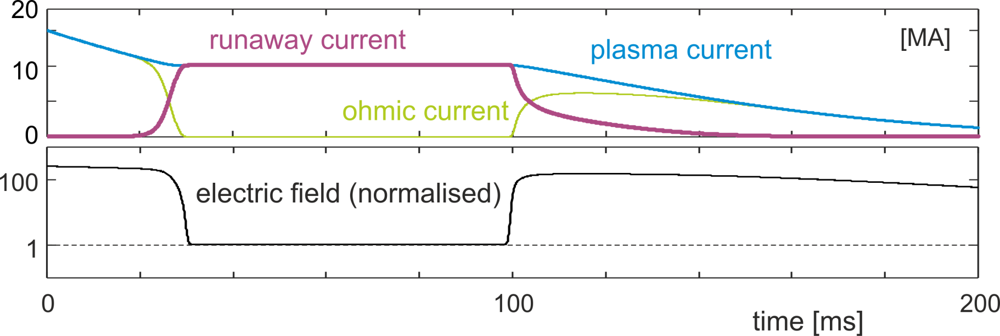 20
runaway current
[MA]
plasma current
10
ohmic current
0
100
electric field (normalised)
1
0
100
200
time [ms]